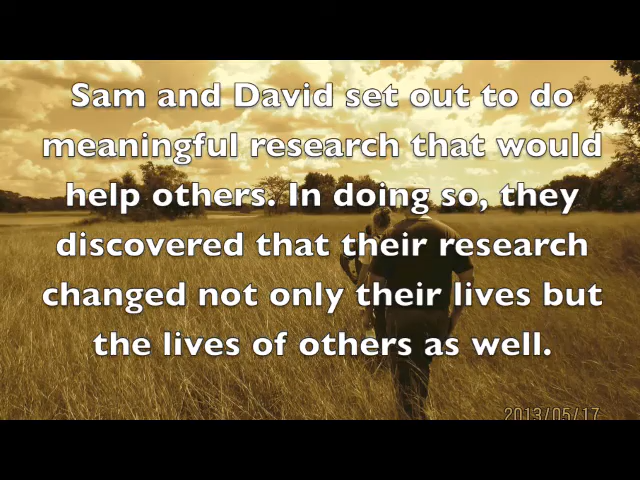 Sam and David set out to do
meaningful research that would
help others. In doing so, they
discovered that their research
changed not only their lives but
the lives of others as well.
2013/05/17